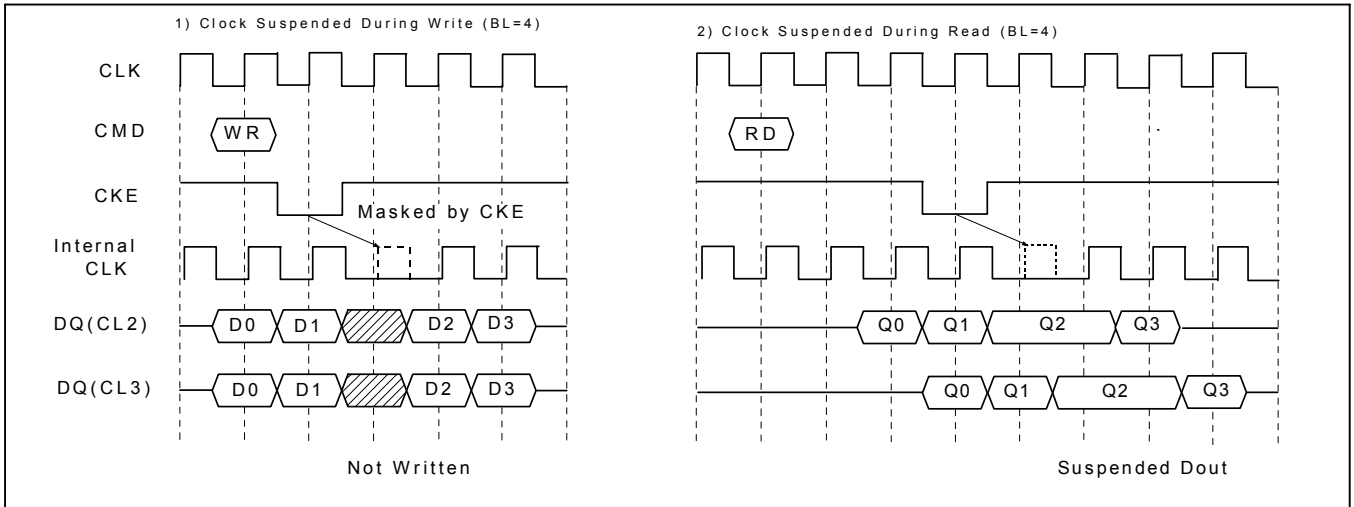 1) Clock Suspended During Write (BL=4)
2) Clock Suspended During Read (BL=4)
CLK
CMD
WR
RD
CKE
Masked by CKE
Internal
CLK
DQ(CL2)
D0 D1 D2 D3
Q0 Q1 Q2 Q3
DQ(CL3)
D0 D1 D2 D3
Q0 Q1 Q2 Q3
Not Written
Suspended Dout